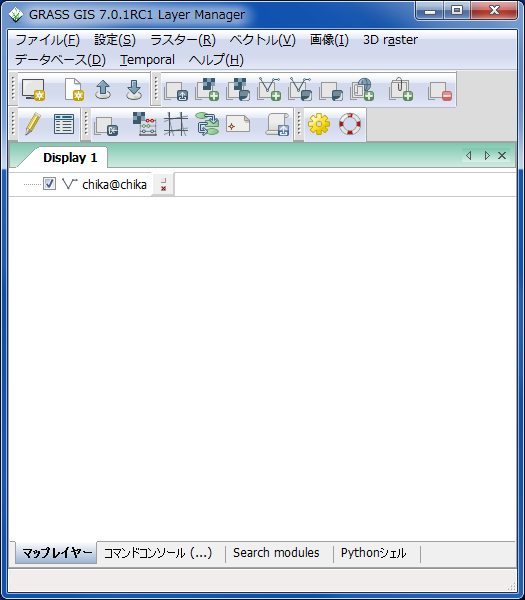 GRASS GIS 7.0.1RC1 Layer Manager
ファイル(F) 設定(S) ラスター(R) ベクトル(V) 画像(I) 3D raster
データベース(D) Temporal ヘルプ(H)
Display 1
chika@chika
マップレイヤー コマンドコンソール (...) Search modules Pythonシェル